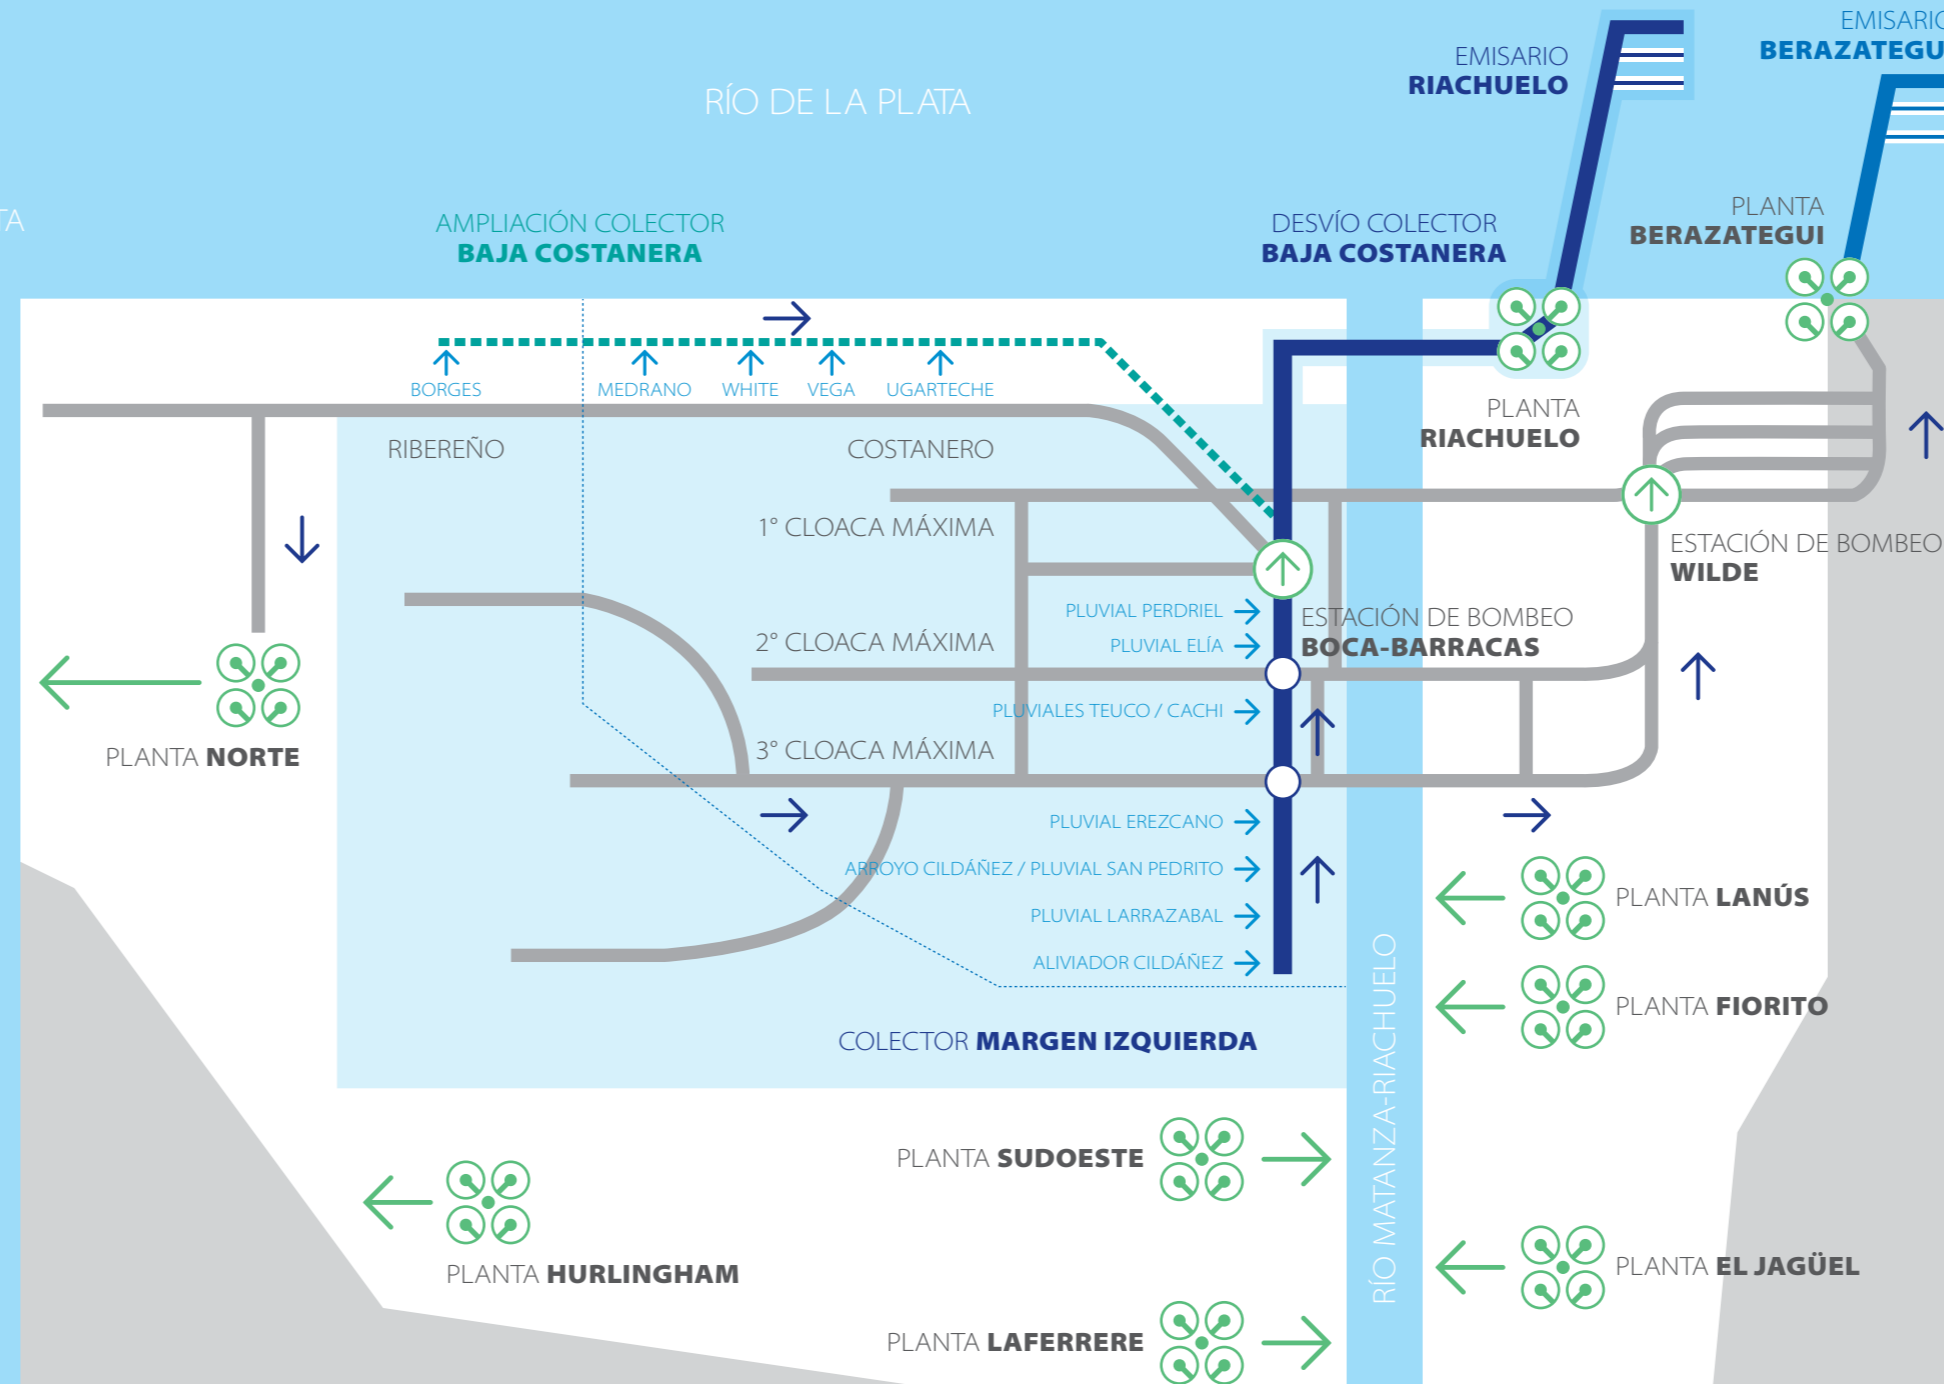 EMISARIO
BERAZATEGU
EMISARIO
RIACHUELO
RÍO DE LA PLATA
TA
AMPLIACIÓN COLECTOR
BAJA COSTANERA
DESVÍO COLECTOR
BAJA COSTANERA
PLANTA
BERAZATEGUI
BORGES
MEDRANO
WHITE
VEGA
UGARTECHE
RIBEREÑO
COSTANERO
PLANTA
RIACHUELO
1° CLOACA MÁXIMA
ESTACIÓN DE BOMBEO
WILDE
PLUVIAL PERDRIEL
ESTACIÓN DE BOMBEO
BOCA-BARRACAS
2° CLOACA MÁXIMA
PLUVIAL ELÍA
PLUVIALES TEUCO / CACHI
3° CLOACA MÁXIMA
PLANTA NORTE
PLUVIAL EREZCANO
ARROYO CILDÁÑEZ / PLUVIAL SAN PEDRITO
PLUVIAL LARRAZABAL
ALIVIADOR CILDÁÑEZ
PLANTA LANÚS
PLANTA FIORITO
COLECTOR MARGEN IZQUIERDA
RÍO MATANZA-RIACHUELO
PLANTA SUDOESTE
PLANTA HURLINGHAM
PLANTA EL JAGÜEL
PLANTA LAFERRERE